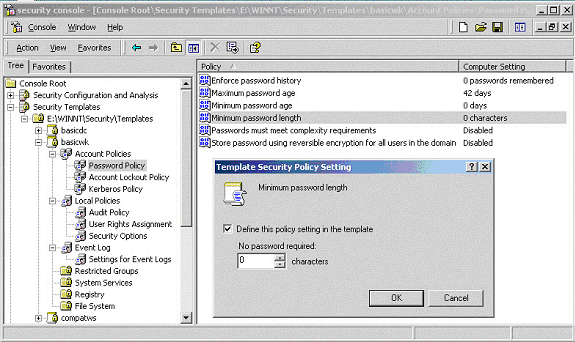 security console - [Console Root\Security Templates\E:\WINNT\Security\Templates\basicwk\Account Policies\Password P
Console Window Help
Action View Favorites
Tree Favorites
Console Root
Security Configuration and Analysis
Security Templates
E:\WINNT\Security\Templates
basicdc
basicwk
Account Policies
Password Policy
Account Lockout Policy
Kerberos Policy
Local Policies
Audit Policy
User Rights Assignment
Security Options
Event Log
Settings for Event Logs
Restricted Groups
System Services
Registry
File System
compatws
Policy Computer Setting
Enforce password history 0 passwords remembered
Maximum password age 42 days
Minimum password age 0 days
Minimum password length 0 characters
Passwords must meet complexity requirements Disabled
Store password using reversible encryption for all users in the domain Disabled
Template Security Policy Setting
Minimum password length
Define this policy setting in the template
No password required:
0 characters
OK Cancel